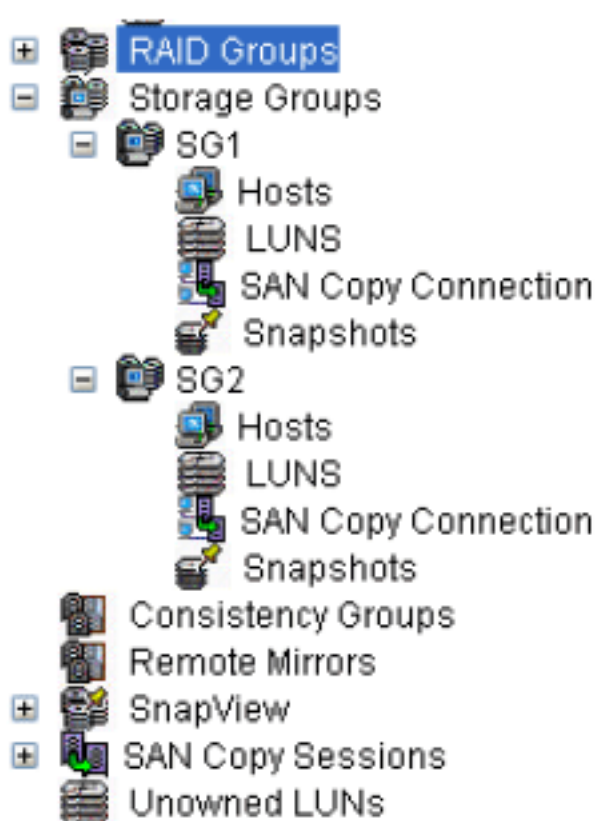 RAID Groups
Storage Groups
SG1
Hosts
LUNS
SAN Copy Connection
Snapshots
SG2
Hosts
LUNS
SAN Copy Connection
Snapshots
Consistency Groups
Remote Mirrors
SnapView
SAN Copy Sessions
Unowned LUNs